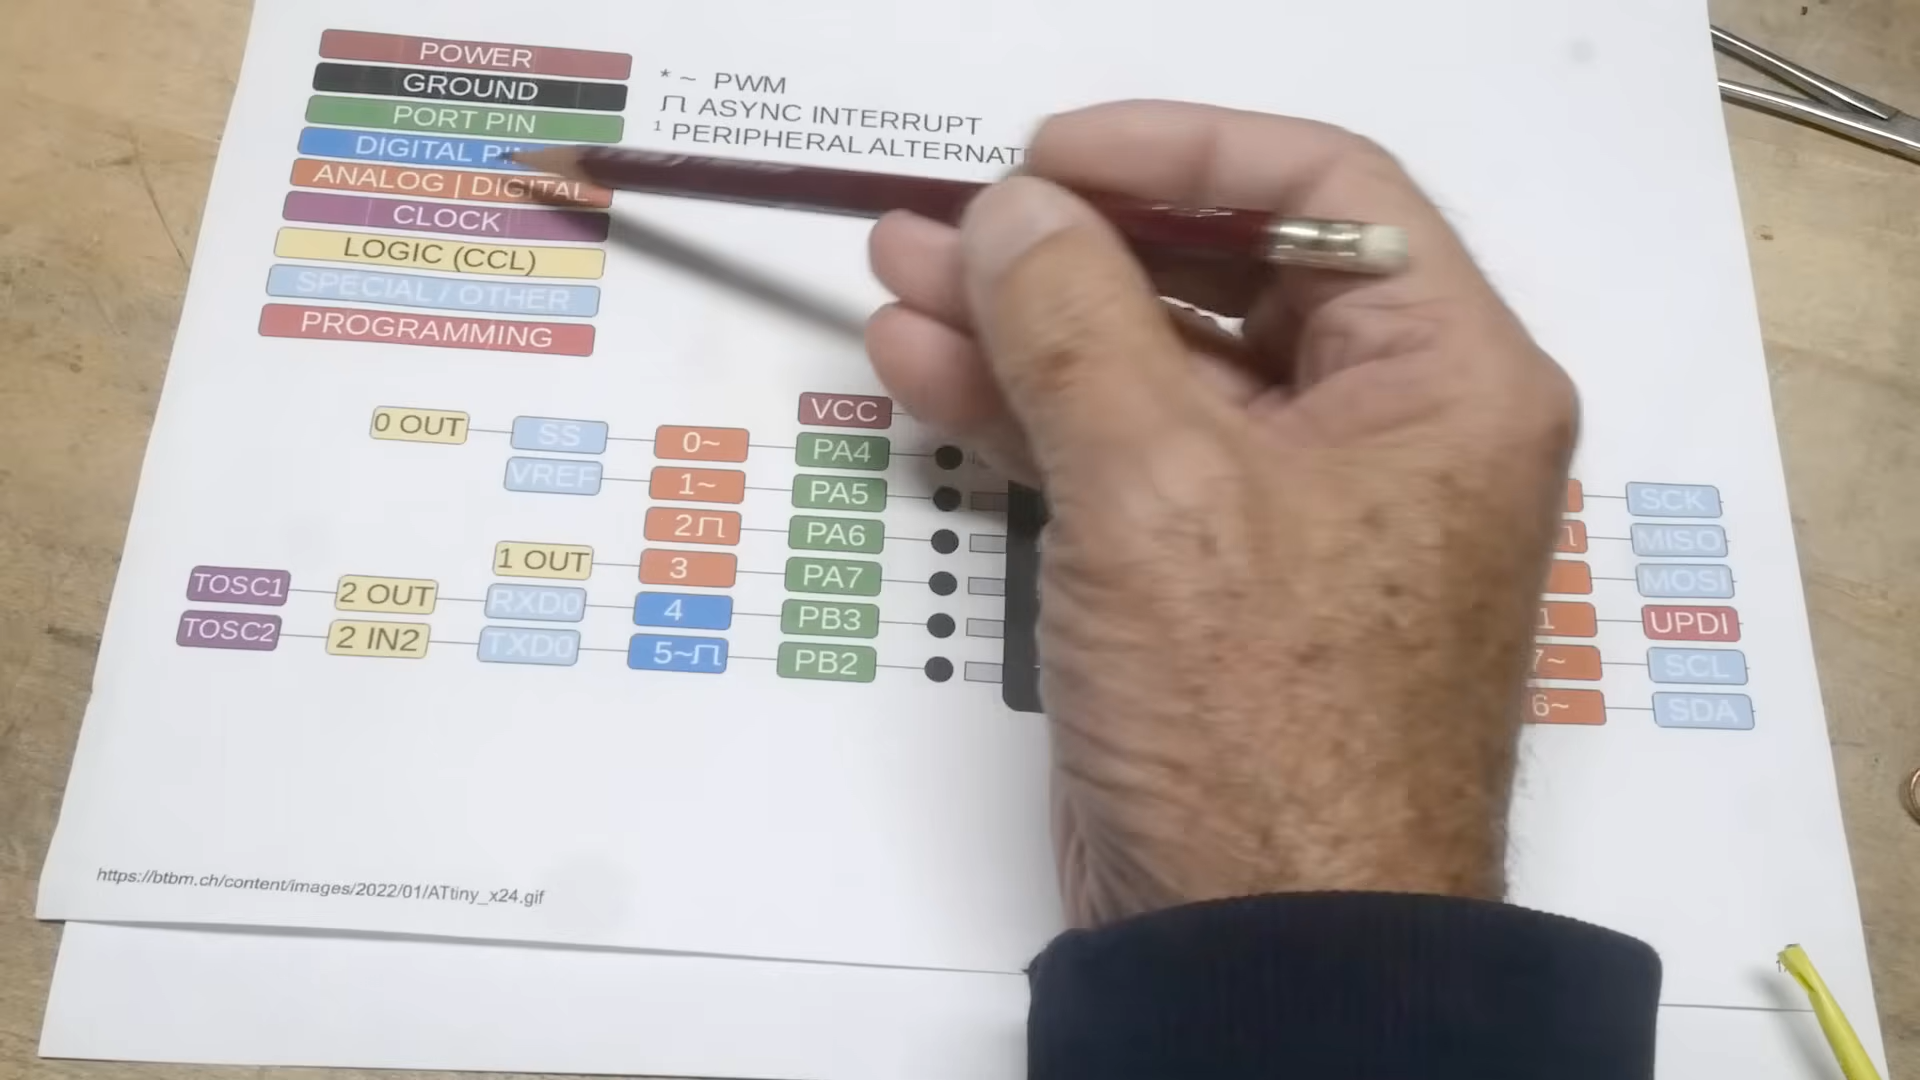 POWER
GROUND
* ~ PWM
PORT PIN
⎍ ASYNC INTERRUPT
DIGITAL
¹ PERIPHERAL
ANALOG | DIGITAL
CLOCK
LOGIC (CCL)
SPECIAL / OTHER
PROGRAMMING
VCC
0 OUT SS 0~ PA4
VREF 1~ PA5 SCK
2⎍ PA6 MISO
1 OUT 3 PA7 MOSI
TOSC1 2 OUT RXD0 4 PB3 UPDI
TOSC2 2 IN2 TXD0 5~⎍ PB2 SCL
6~ SDA
https://btbm.ch/content/images/2022/01/ATtiny_x24.gif